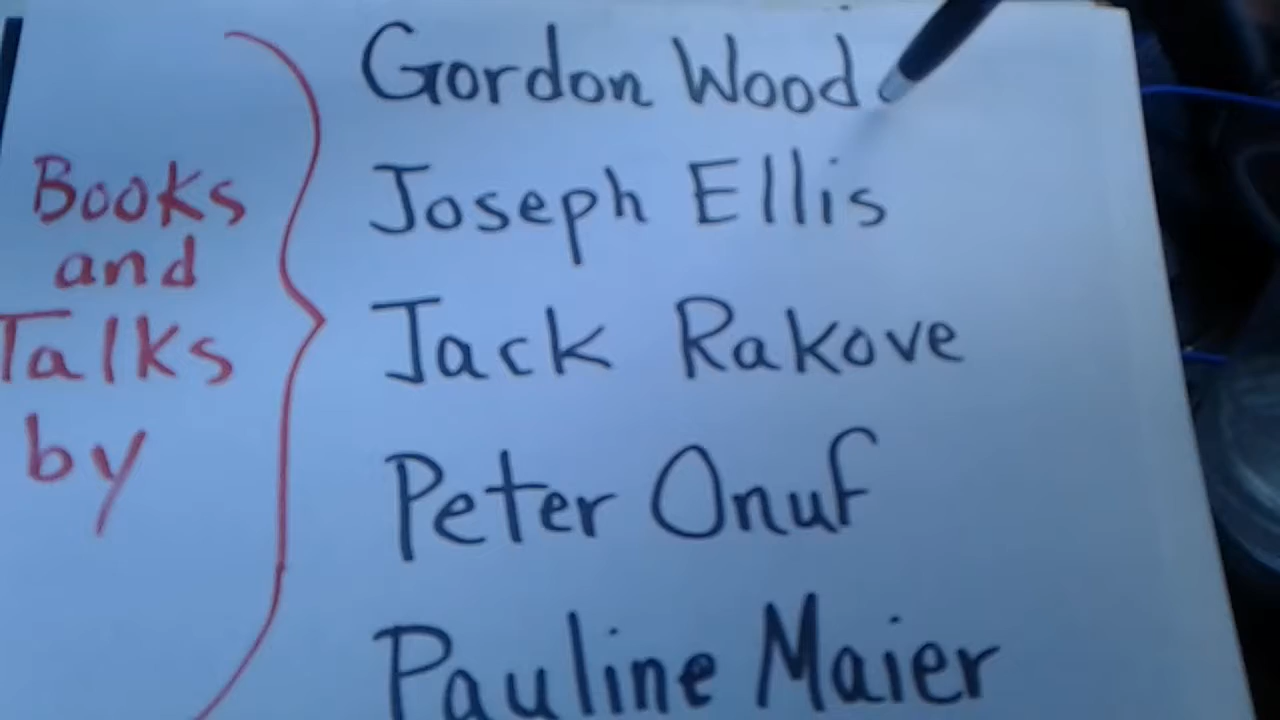 Books
and
Talks
by
Gordon Wood
Joseph Ellis
Jack Rakove
Peter Onuf
Pauline Maier